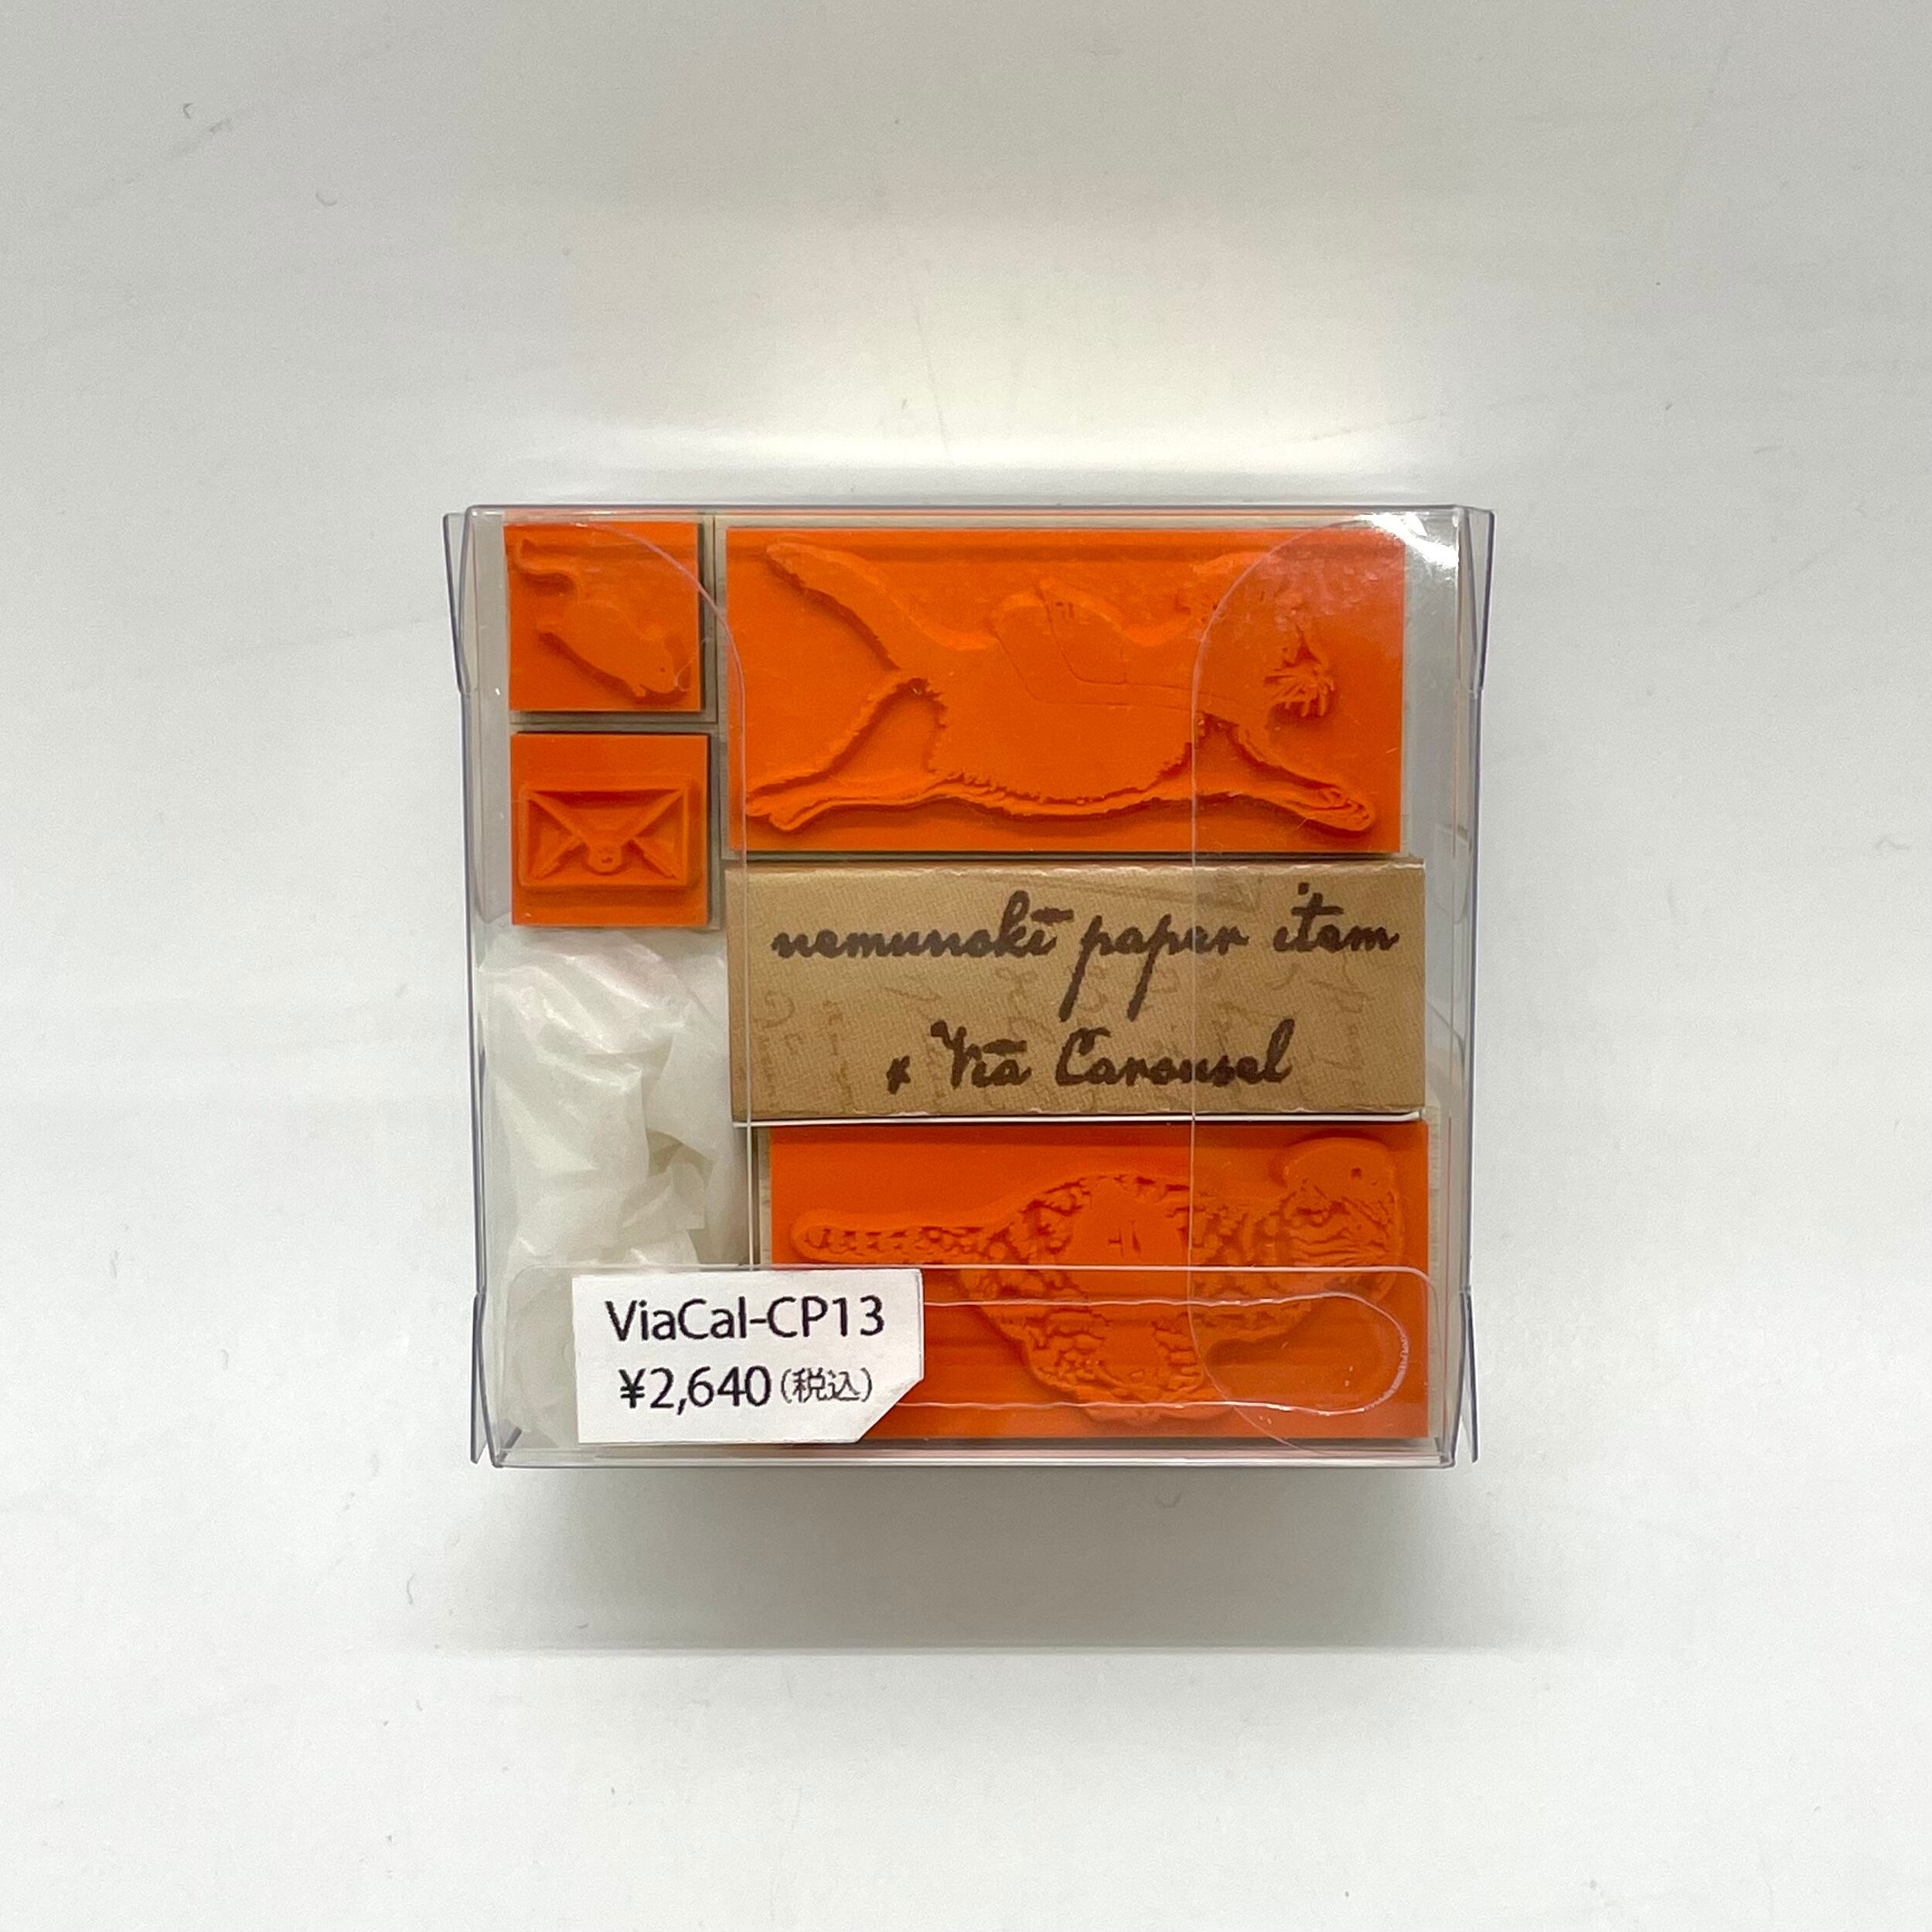 nemunoki paper item
x Via Carousel
ViaCal-CP13
¥2,640(税込)